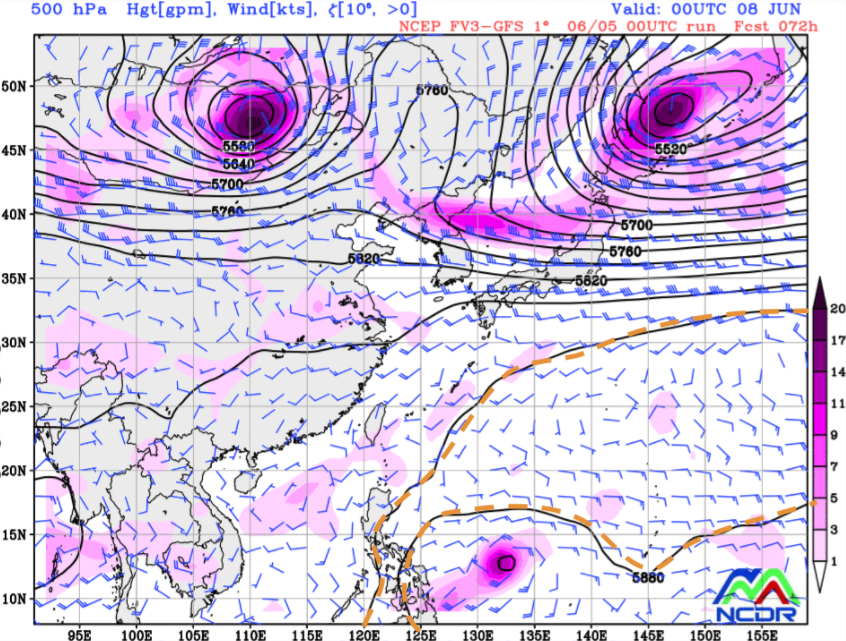 500 hPa Hgt[gpm], Wind[kts], ζ[10⁶, >0] Valid: 00UTC 08 JUN
NCEP FV3-GFS 1° 06/05 00UTC run Fcst 072h
50N
45N
40N
35N
30N
25N
20N
15N
10N
5760
5580
5640
5700
5760
5820
5520
5700
5760
5820
5880
20
17
14
11
9
7
5
3
1
NCDR
95E 100E 105E 110E 115E 120E 125E 130E 135E 140E 145E 150E 155E